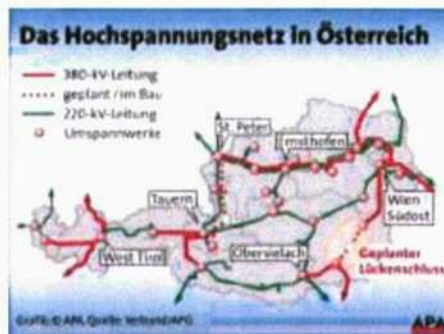 Das Hochspannungsnetz in Österreich
380-kV-Leitung
geplant / im Bau
220-kV-Leitung
Umspannwerke
St. Peter
Ernsthofen
Tauern
Wien
Südost
West Tirol
Obersielach
Geplanter
Lückenschluss
Grafik: © APA, Quelle: Verbund/APG
APA